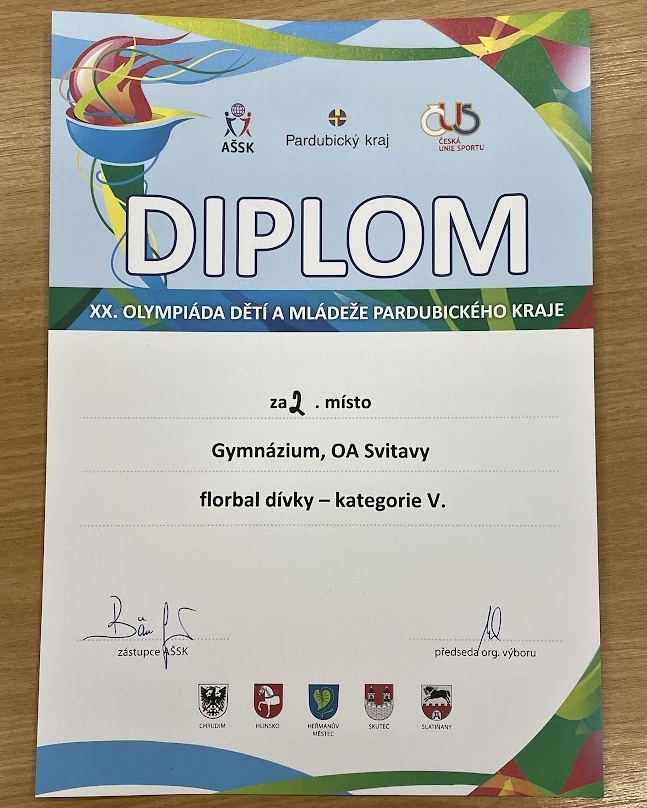 AŠSK
Pardubický kraj
ČUS
ČESKÁ
UNIE SPORTU
DIPLOM
XX. OLYMPIÁDA DĚTÍ A MLÁDEŽE PARDUBICKÉHO KRAJE
za 2 . místo
Gymnázium, OA Svitavy
florbal dívky – kategorie V.
zástupce AŠSK
předseda org. výboru
CHRUDIM
HLINSKO
HEŘMANŮV
MĚSTEC
SKUTEČ
SLATIŇANY